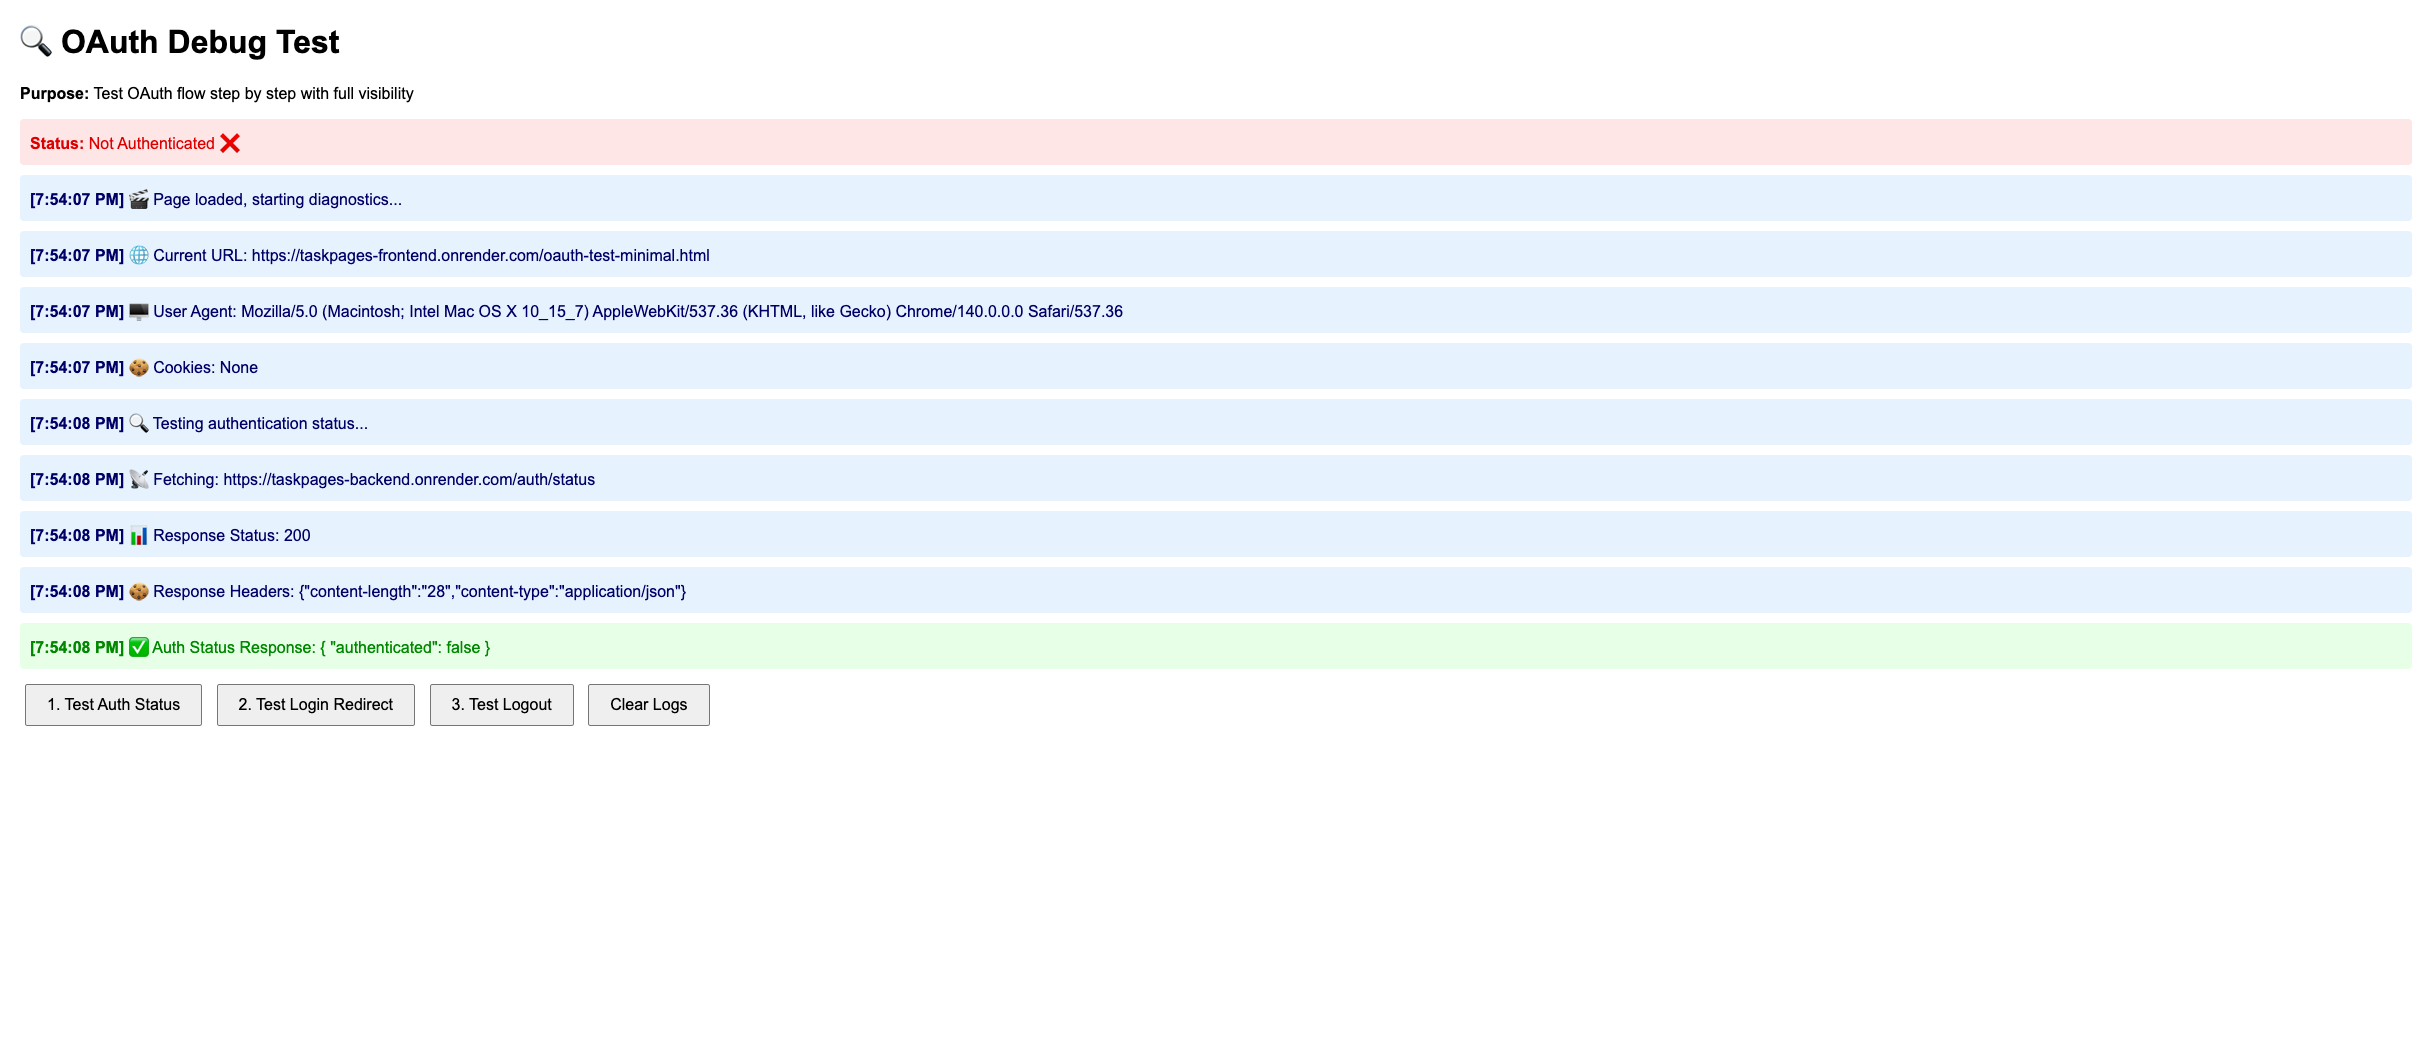 🔍 OAuth Debug Test
Purpose: Test OAuth flow step by step with full visibility
Status: Not Authenticated ❌
[7:54:07 PM] 🎬 Page loaded, starting diagnostics...
[7:54:07 PM] 🌐 Current URL: https://taskpages-frontend.onrender.com/oauth-test-minimal.html
[7:54:07 PM] 🖥️ User Agent: Mozilla/5.0 (Macintosh; Intel Mac OS X 10_15_7) AppleWebKit/537.36 (KHTML, like Gecko) Chrome/140.0.0.0 Safari/537.36
[7:54:07 PM] 🍪 Cookies: None
[7:54:08 PM] 🔍 Testing authentication status...
[7:54:08 PM] 📡 Fetching: https://taskpages-backend.onrender.com/auth/status
[7:54:08 PM] 📊 Response Status: 200
[7:54:08 PM] 🍪 Response Headers: {"content-length":"28","content-type":"application/json"}
[7:54:08 PM] ✅ Auth Status Response: { "authenticated": false }
1. Test Auth Status
2. Test Login Redirect
3. Test Logout
Clear Logs